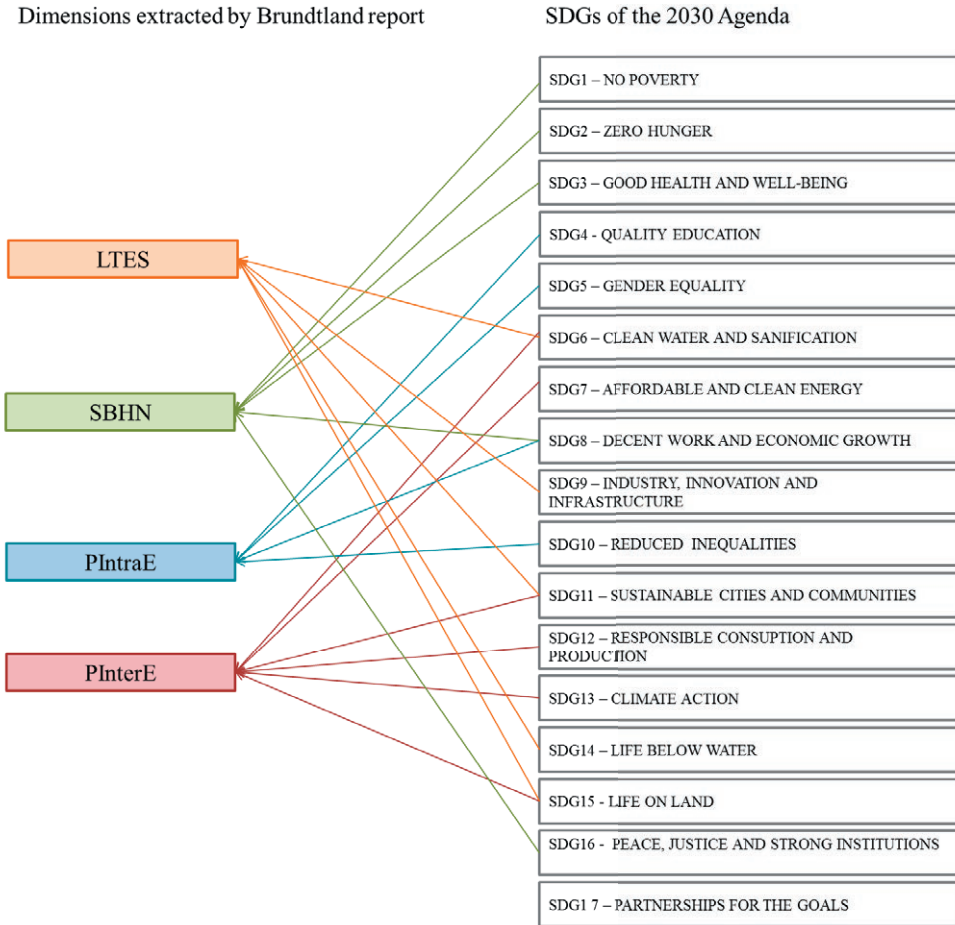 Dimensions extracted by Brundtland report
SDGs of the 2030 Agenda
LTES
SBHN
PIntraE
PInterE
SDG1 – NO POVERTY
SDG2 – ZERO HUNGER
SDG3 – GOOD HEALTH AND WELL-BEING
SDG4 - QUALITY EDUCATION
SDG5 – GENDER EQUALITY
SDG6 – CLEAN WATER AND SANIFICATION
SDG7 – AFFORDABLE AND CLEAN ENERGY
SDG8 – DECENT WORK AND ECONOMIC GROWTH
SDG9 – INDUSTRY, INNOVATION AND
INFRASTRUCTURE
SDG10 – REDUCED INEQUALITIES
SDG11 – SUSTAINABLE CITIES AND COMMUNITIES
SDG12 – RESPONSIBLE CONSUPTION AND
PRODUCTION
SDG13 – CLIMATE ACTION
SDG14 – LIFE BELOW WATER
SDG15 - LIFE ON LAND
SDG16 - PEACE, JUSTICE AND STRONG INSTITUTIONS
SDG1 7 – PARTNERSHIPS FOR THE GOALS